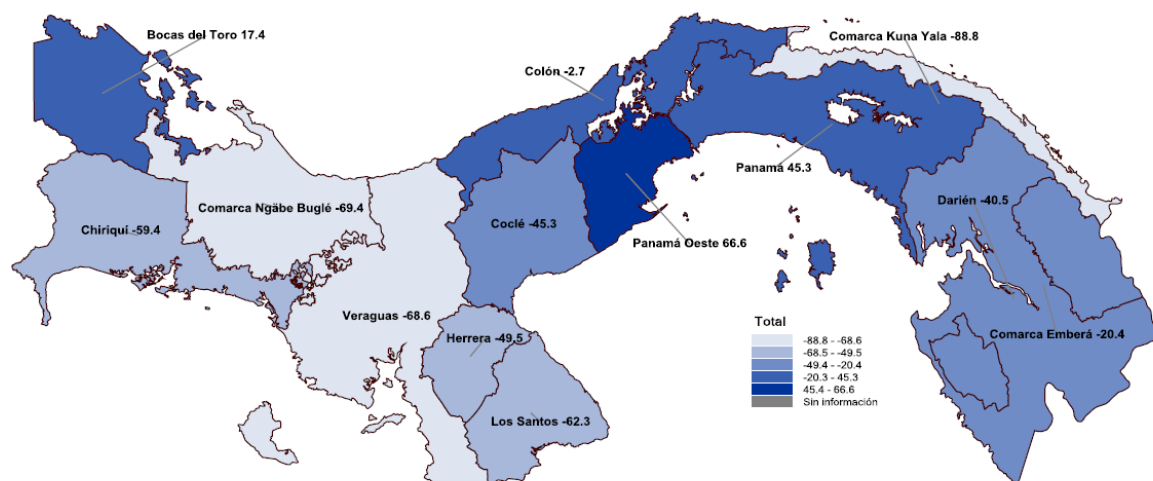 Bocas del Toro 17.4
Comarca Kuna Yala -88.8
Colón -2.7
Panamá 45.3
Darién -40.5
Comarca Ngäbe Buglé -69.4
Chiriquí -59.4
Coclé -45.3
Panamá Oeste 66.6
Veraguas -68.6
Herrera -49.5
Comarca Emberá -20.4
Los Santos -62.3
Total
-88.8 - -68.6
-68.5 - -49.5
-49.4 - -20.4
-20.3 - 45.3
45.4 - 66.6
Sin información